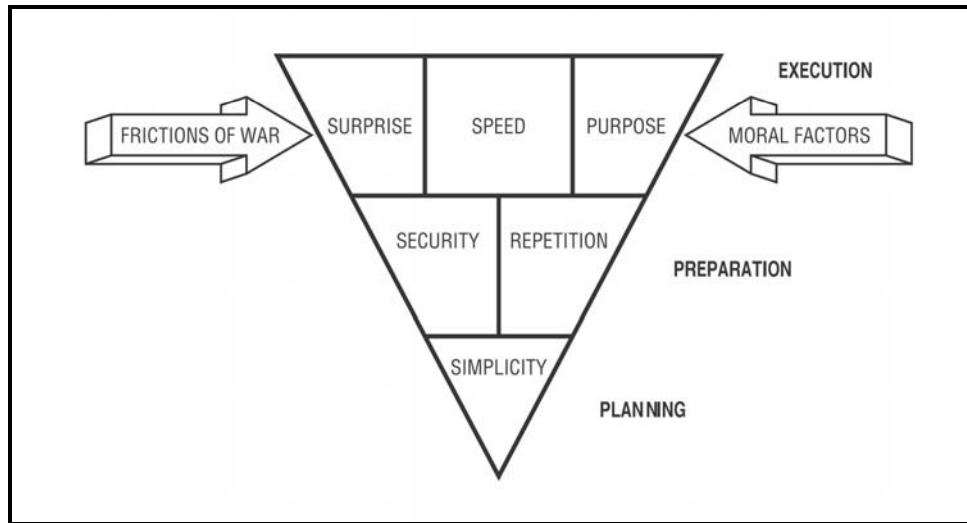 EXECUTION
FRICTIONS OF WAR
SURPRISE
SPEED
PURPOSE
MORAL FACTORS
SECURITY
REPETITION
PREPARATION
SIMPLICITY
PLANNING